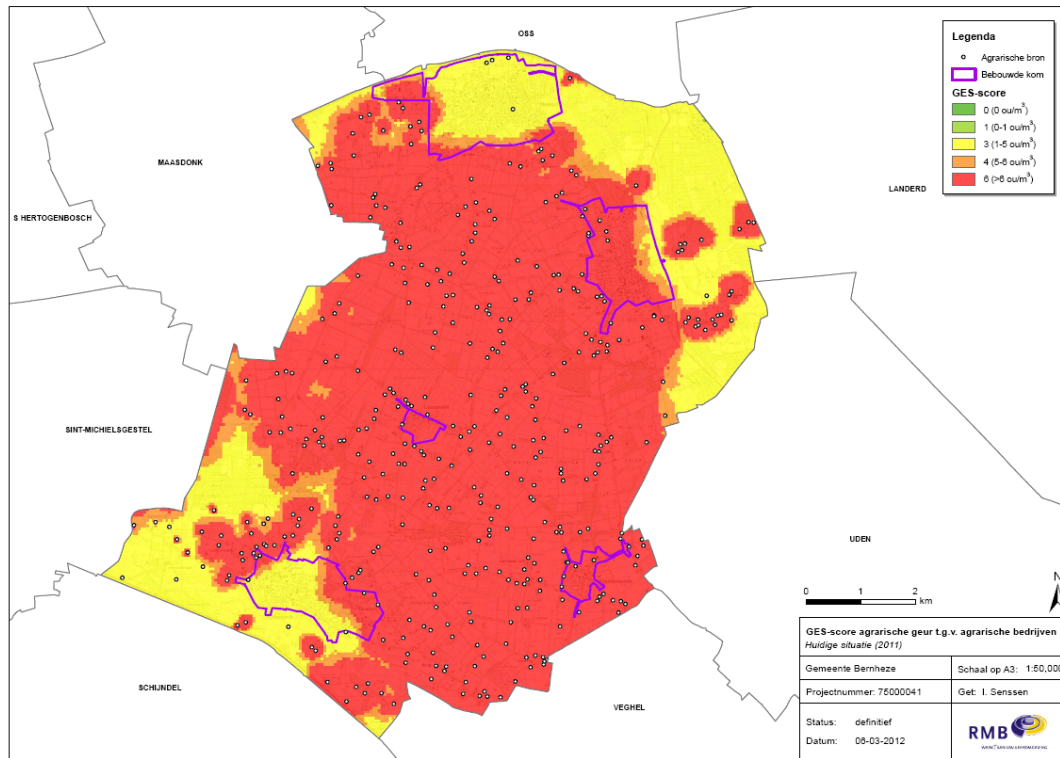 OSS
Legenda
Agrarische bron
Bebouwde kom
GES-score
0 (0 ou/m³)
1 (0-1 ou/m³)
3 (1-5 ou/m³)
4 (5-6 ou/m³)
6 (>6 ou/m³)
MAASDONK
LANDERD
S HERTOGENBOSCH
SINT-MICHIELSGESTEL
UDEN
N
0 1 2
km
GES-score agrarische geur t.g.v. agrarische bedrijven
Huidige situatie (2011)
Gemeente Bernheze
Schaal op A3: 1:50,000
Projectnummer: 75000041
Get: I. Senssen
SCHIJNDEL
VEGHEL
Status: definitief
Datum: 06-03-2012
RMB